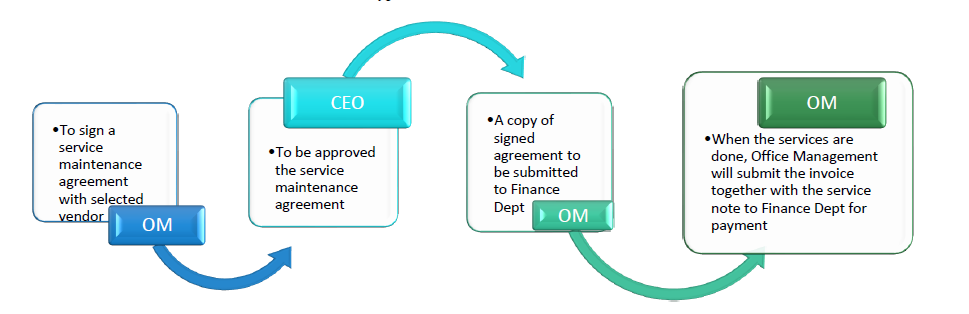 •To sign a
service
maintenance
agreement
with selected
vendor
OM
CEO
•To be approved
the service
maintenance
agreement
•A copy of
signed
agreement to
be submitted
to Finance
Dept
OM
OM
•When the services are
done, Office Management
will submit the invoice
together with the service
note to Finance Dept for
payment